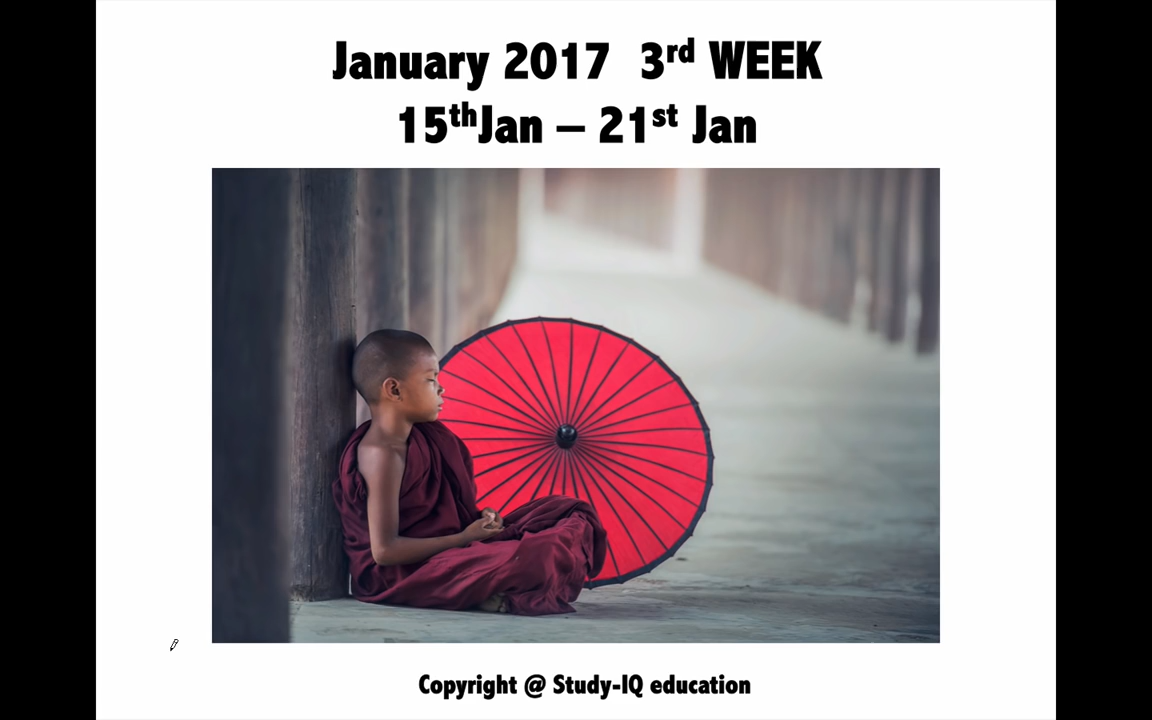 January 2017 3rd WEEK
15thJan – 21st Jan
Copyright @ Study-IQ education